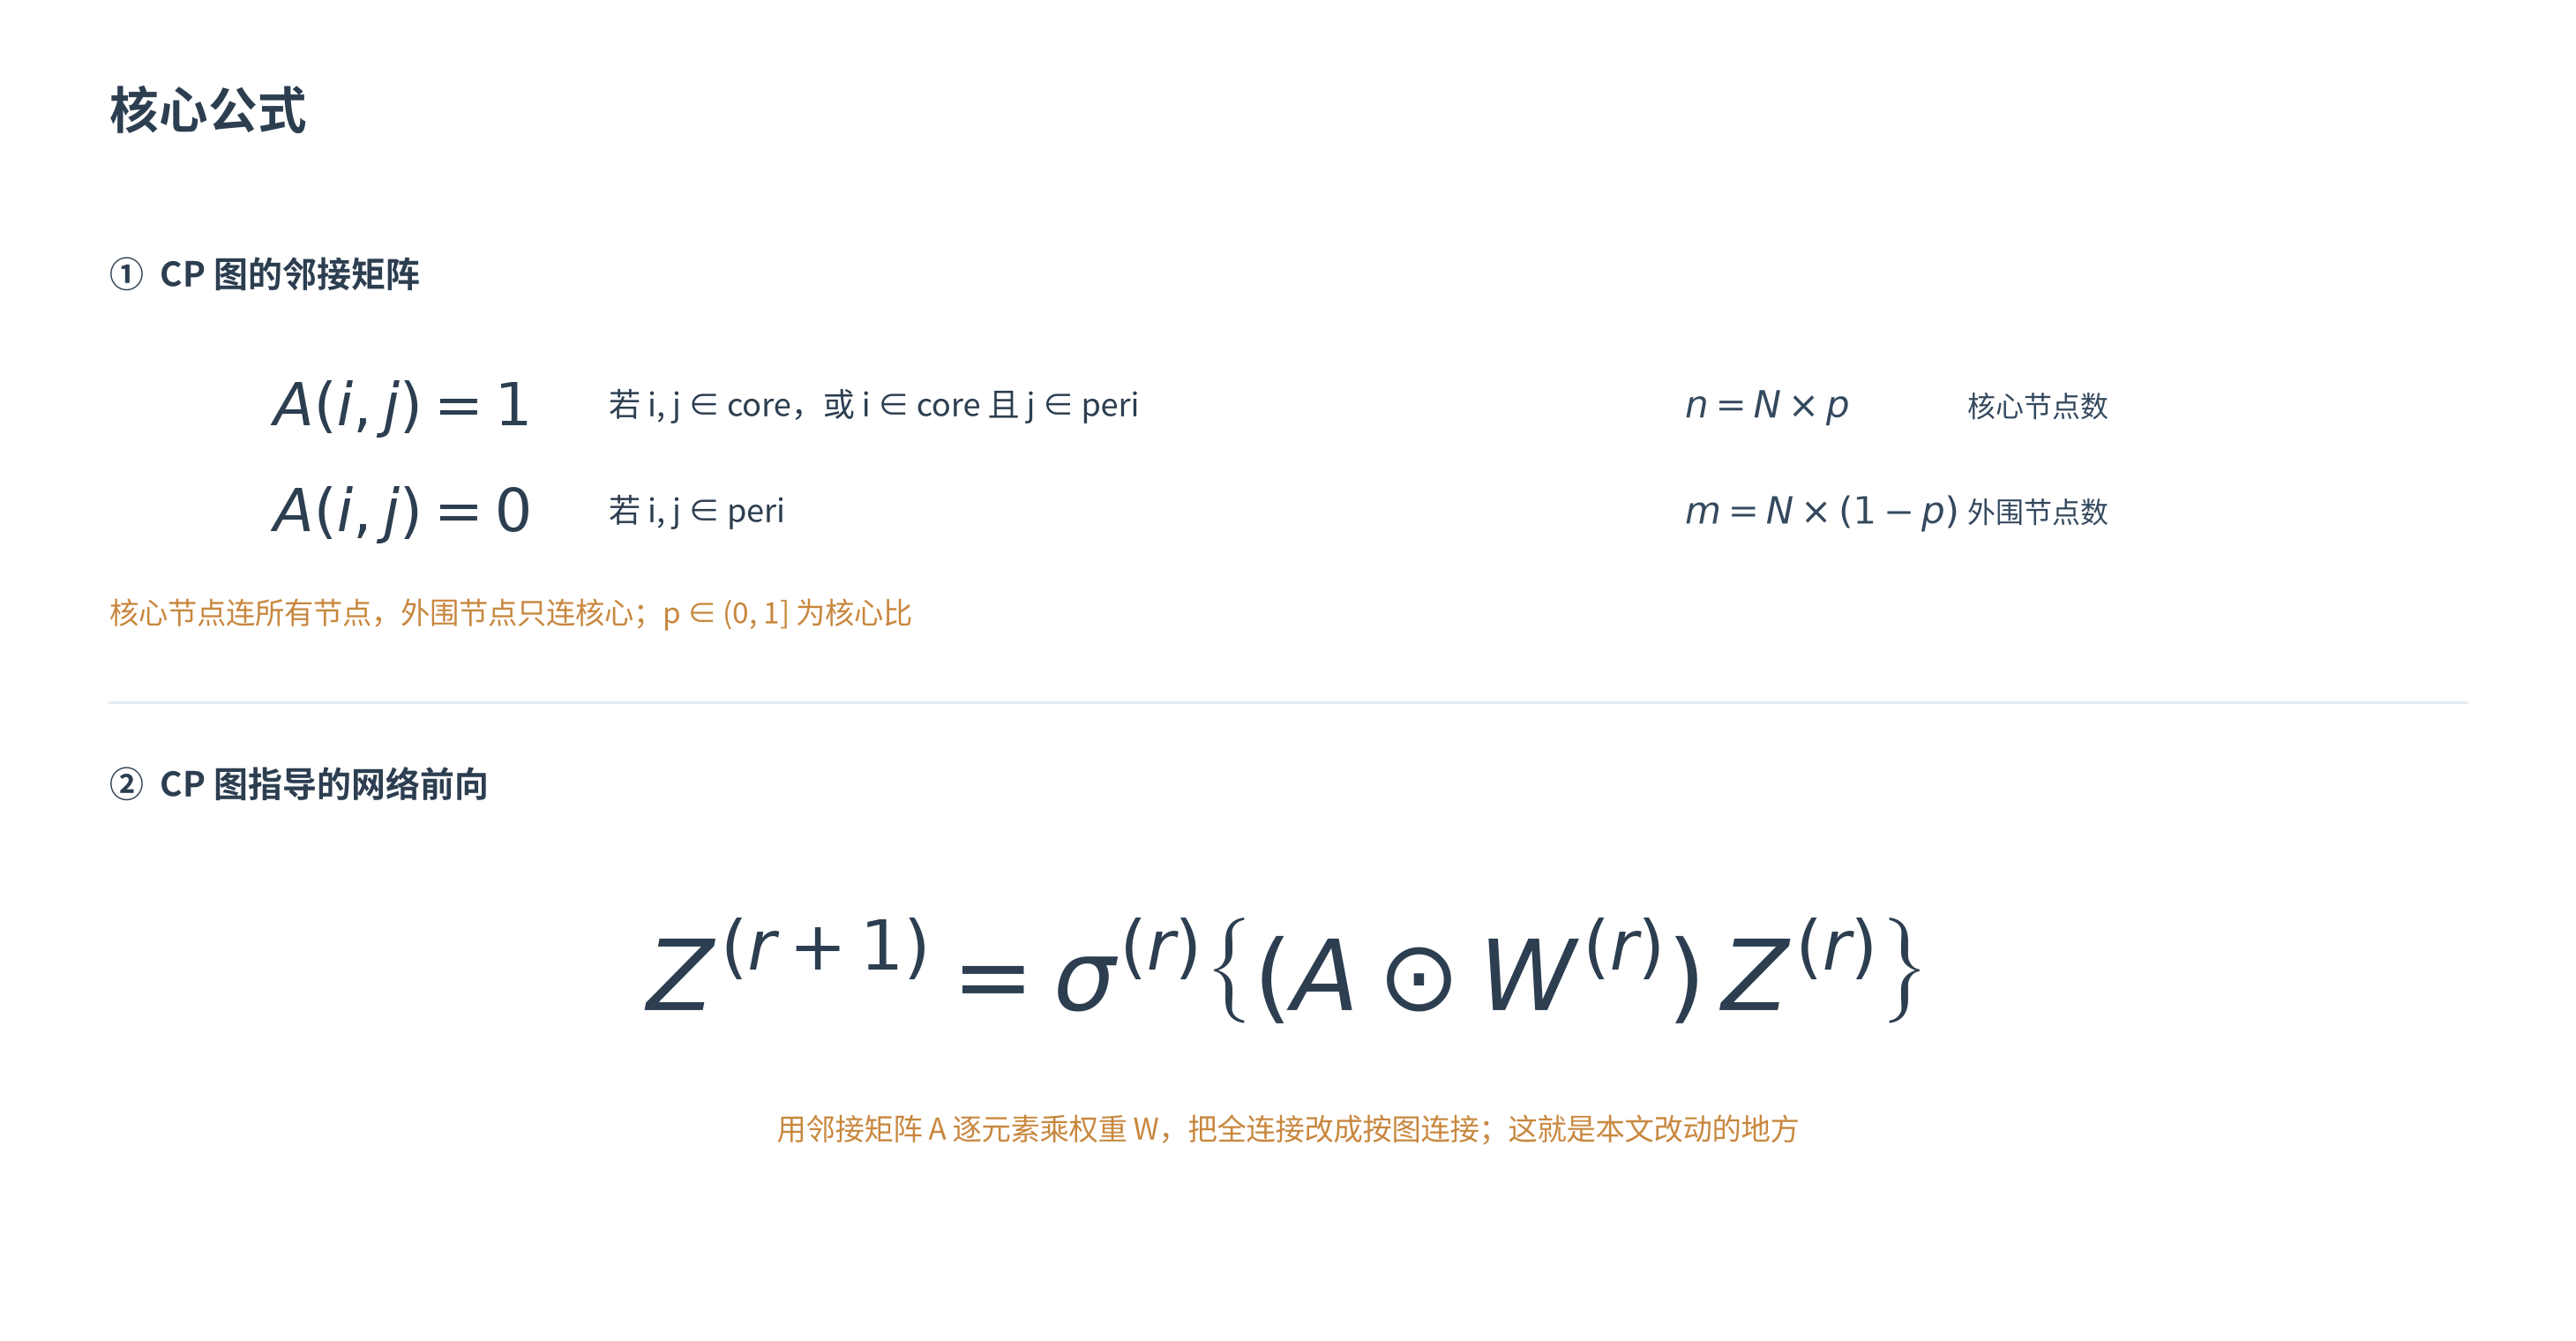 核心公式
① CP 图的邻接矩阵
A(i, j) = 1 若 i, j ∈ core，或 i ∈ core 且 j ∈ peri n = N × p 核心节点数
A(i, j) = 0 若 i, j ∈ peri m = N × (1 − p) 外围节点数
核心节点连所有节点，外围节点只连核心；p ∈ (0, 1] 为核心比
② CP 图指导的网络前向
Z^(r + 1) = σ^(r){(A ⊙ W^(r)) Z^(r)}
用邻接矩阵 A 逐元素乘权重 W，把全连接改成按图连接；这就是本文改动的地方